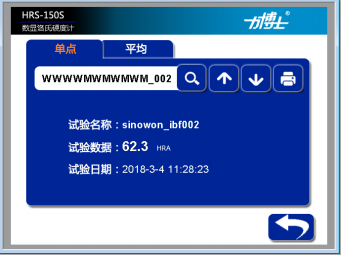 HRS-150S
数显洛氏硬度计
力博士®
单点
平均
WWWWMWMWMWM_002
试验名称：sinowon_ibf002
试验数据：62.3 HRA
试验日期：2018-3-4 11:28:23